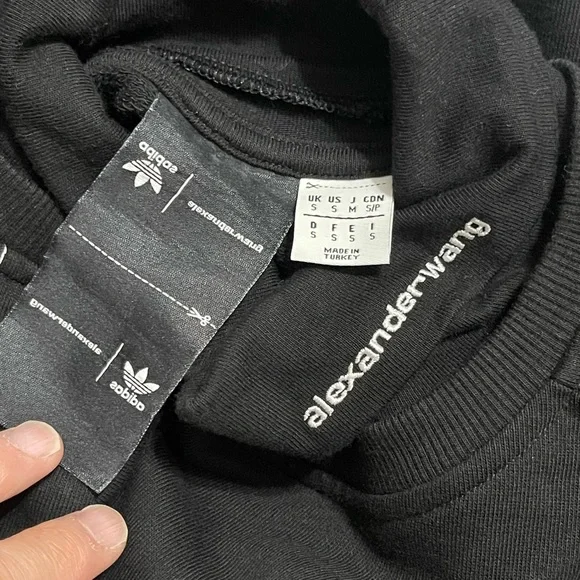 adidas
alexanderwang
alexanderwang
adidas
UK US J CDN
S S M S/P
D F E I
S S S S
MADE IN
TURKEY
alexanderwang